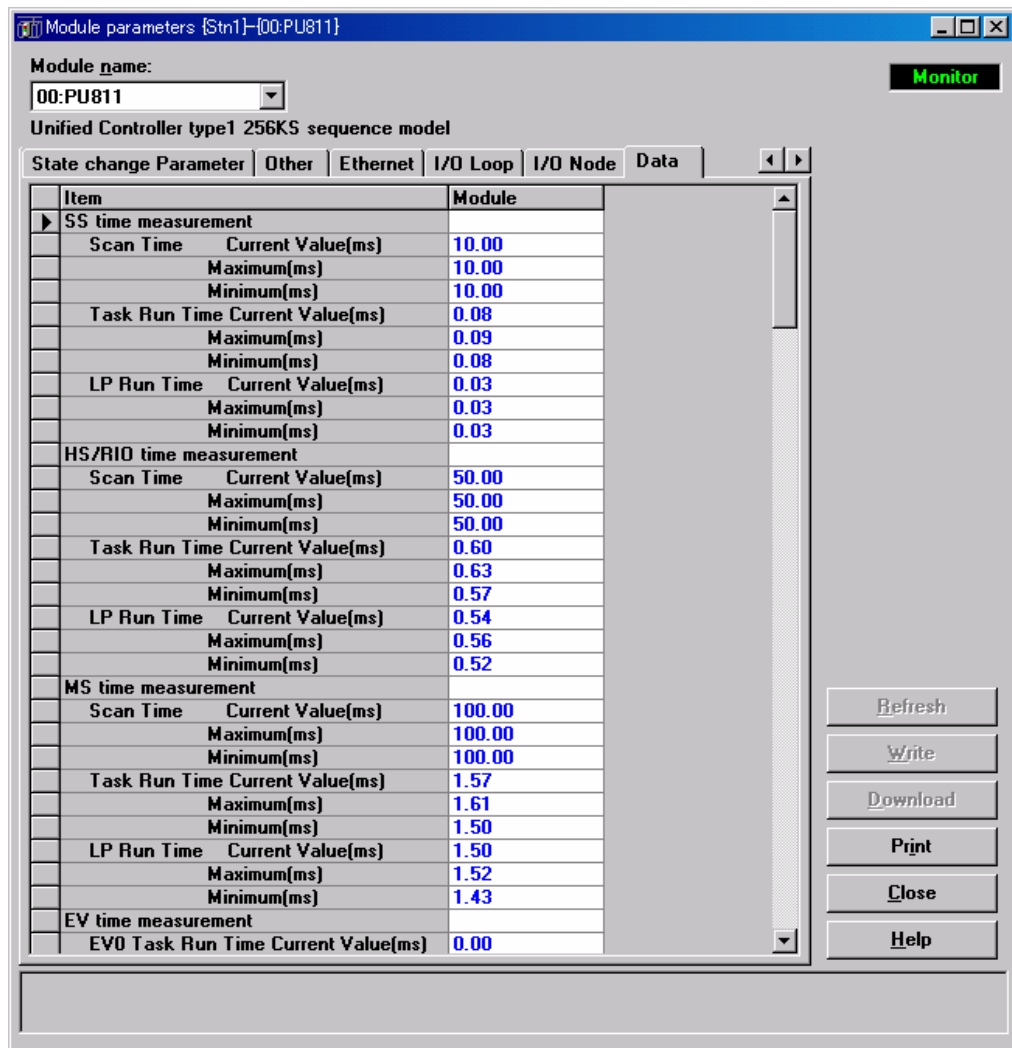 Module parameters {Stn1}-{00:PU811}
Module name:
Monitor
00:PU811
Unified Controller type1 256KS sequence model
State change Parameter Other Ethernet I/O Loop I/O Node Data
Item Module
SS time measurement
Scan Time Current Value(ms) 10.00
Maximum(ms) 10.00
Minimum(ms) 10.00
Task Run Time Current Value(ms) 0.08
Maximum(ms) 0.09
Minimum(ms) 0.08
LP Run Time Current Value(ms) 0.03
Maximum(ms) 0.03
Minimum(ms) 0.03
HS/RIO time measurement
Scan Time Current Value(ms) 50.00
Maximum(ms) 50.00
Minimum(ms) 50.00
Task Run Time Current Value(ms) 0.60
Maximum(ms) 0.63
Minimum(ms) 0.57
LP Run Time Current Value(ms) 0.54
Maximum(ms) 0.56
Minimum(ms) 0.52
MS time measurement
Scan Time Current Value(ms) 100.00
Maximum(ms) 100.00
Minimum(ms) 100.00
Task Run Time Current Value(ms) 1.57
Maximum(ms) 1.61
Minimum(ms) 1.50
LP Run Time Current Value(ms) 1.50
Maximum(ms) 1.52
Minimum(ms) 1.43
EV time measurement
EV0 Task Run Time Current Value(ms) 0.00
Refresh
Write
Download
Print
Close
Help